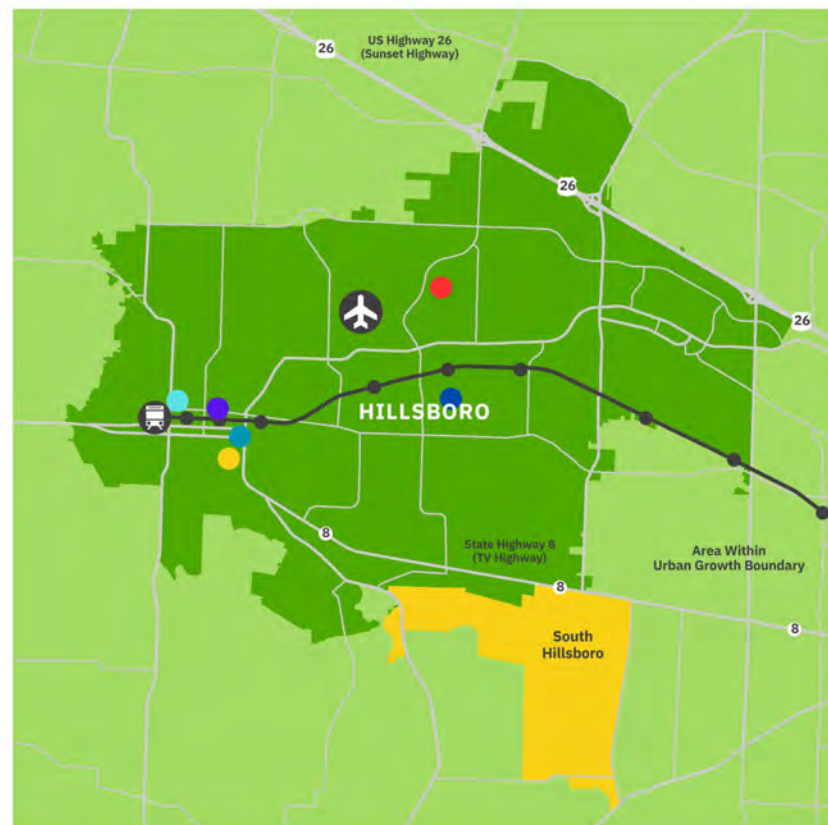 US Highway 26
(Sunset Highway)
26
26
26
HILLSBORO
8
State Highway 8
(TV Highway)
Area Within
Urban Growth Boundary
8
8
South
Hillsboro